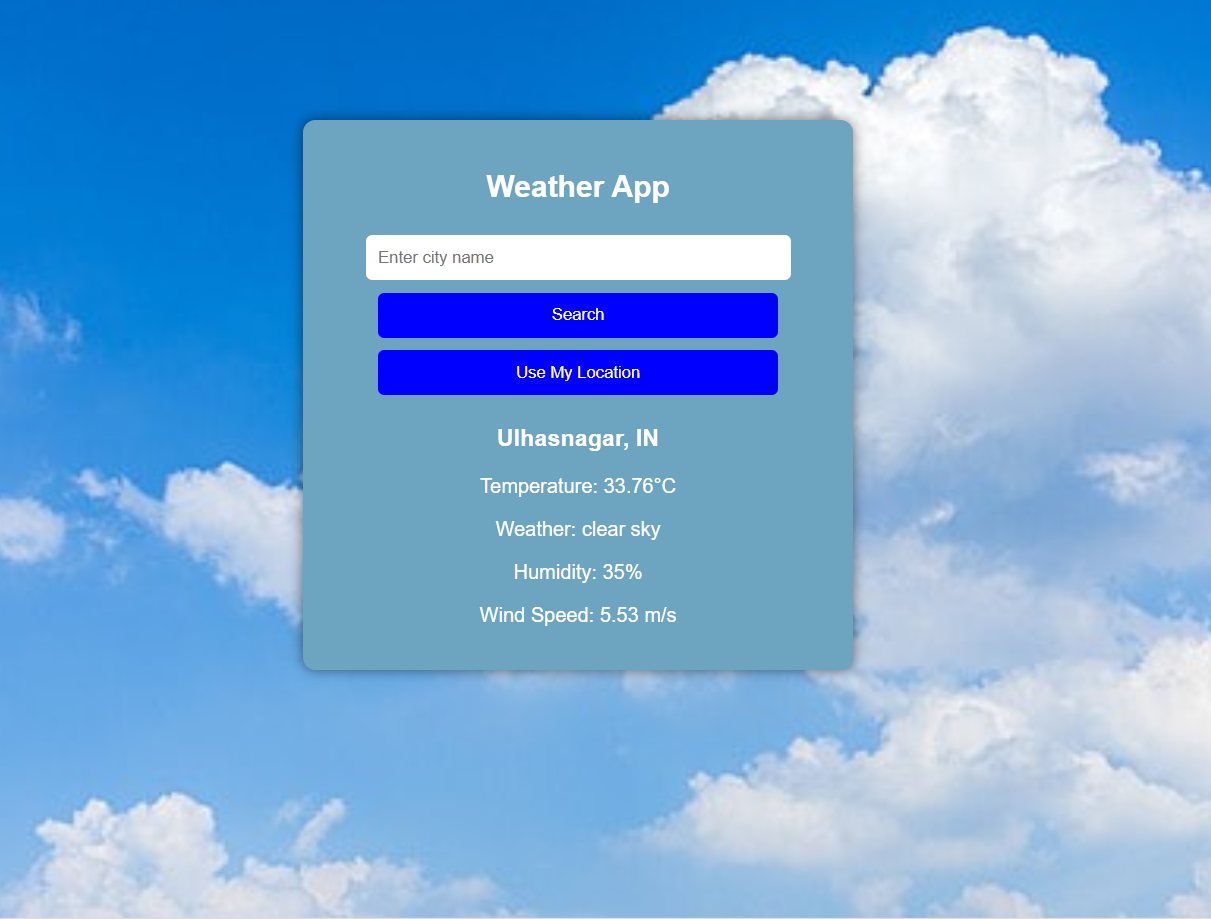 Weather App
Enter city name
Search
Use My Location
Ulhasnagar, IN
Temperature: 33.76°C
Weather: clear sky
Humidity: 35%
Wind Speed: 5.53 m/s